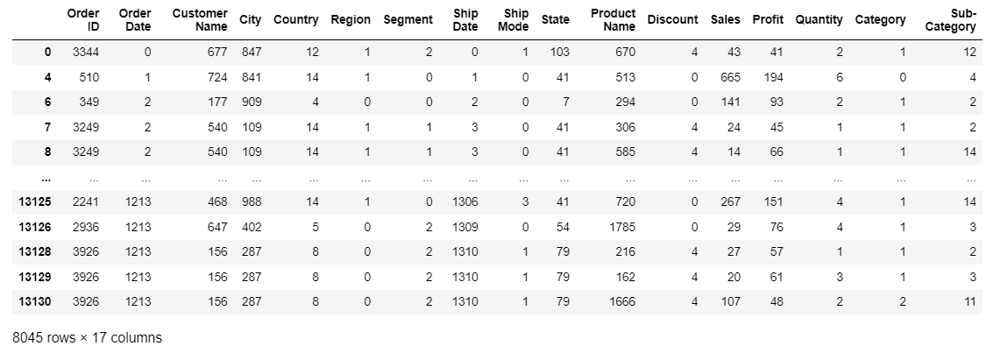 Order ID Order Date Customer Name City Country Region Segment Ship Date Ship Mode State Product Name Discount Sales Profit Quantity Category Sub-Category
0 3344 0 677 847 12 1 2 0 1 103 670 4 43 41 2 1 12
4 510 1 724 841 14 1 0 1 0 41 513 0 665 194 6 0 4
6 349 2 177 909 4 0 0 2 0 7 294 0 141 93 2 1 2
7 3249 2 540 109 14 1 1 3 0 41 306 4 24 45 1 1 2
8 3249 2 540 109 14 1 1 3 0 41 585 4 14 66 1 1 14
... ... ... ... ... ... ... ... ... ... ... ... ... ... ... ... ... ...
13125 2241 1213 468 988 14 1 0 1306 3 41 720 0 267 151 4 1 14
13126 2936 1213 647 402 5 0 2 1309 0 54 1785 0 29 76 4 1 3
13128 3926 1213 156 287 8 0 2 1310 1 79 216 4 27 57 1 1 2
13129 3926 1213 156 287 8 0 2 1310 1 79 162 4 20 61 3 1 3
13130 3926 1213 156 287 8 0 2 1310 1 79 1666 4 107 48 2 2 11
8045 rows × 17 columns